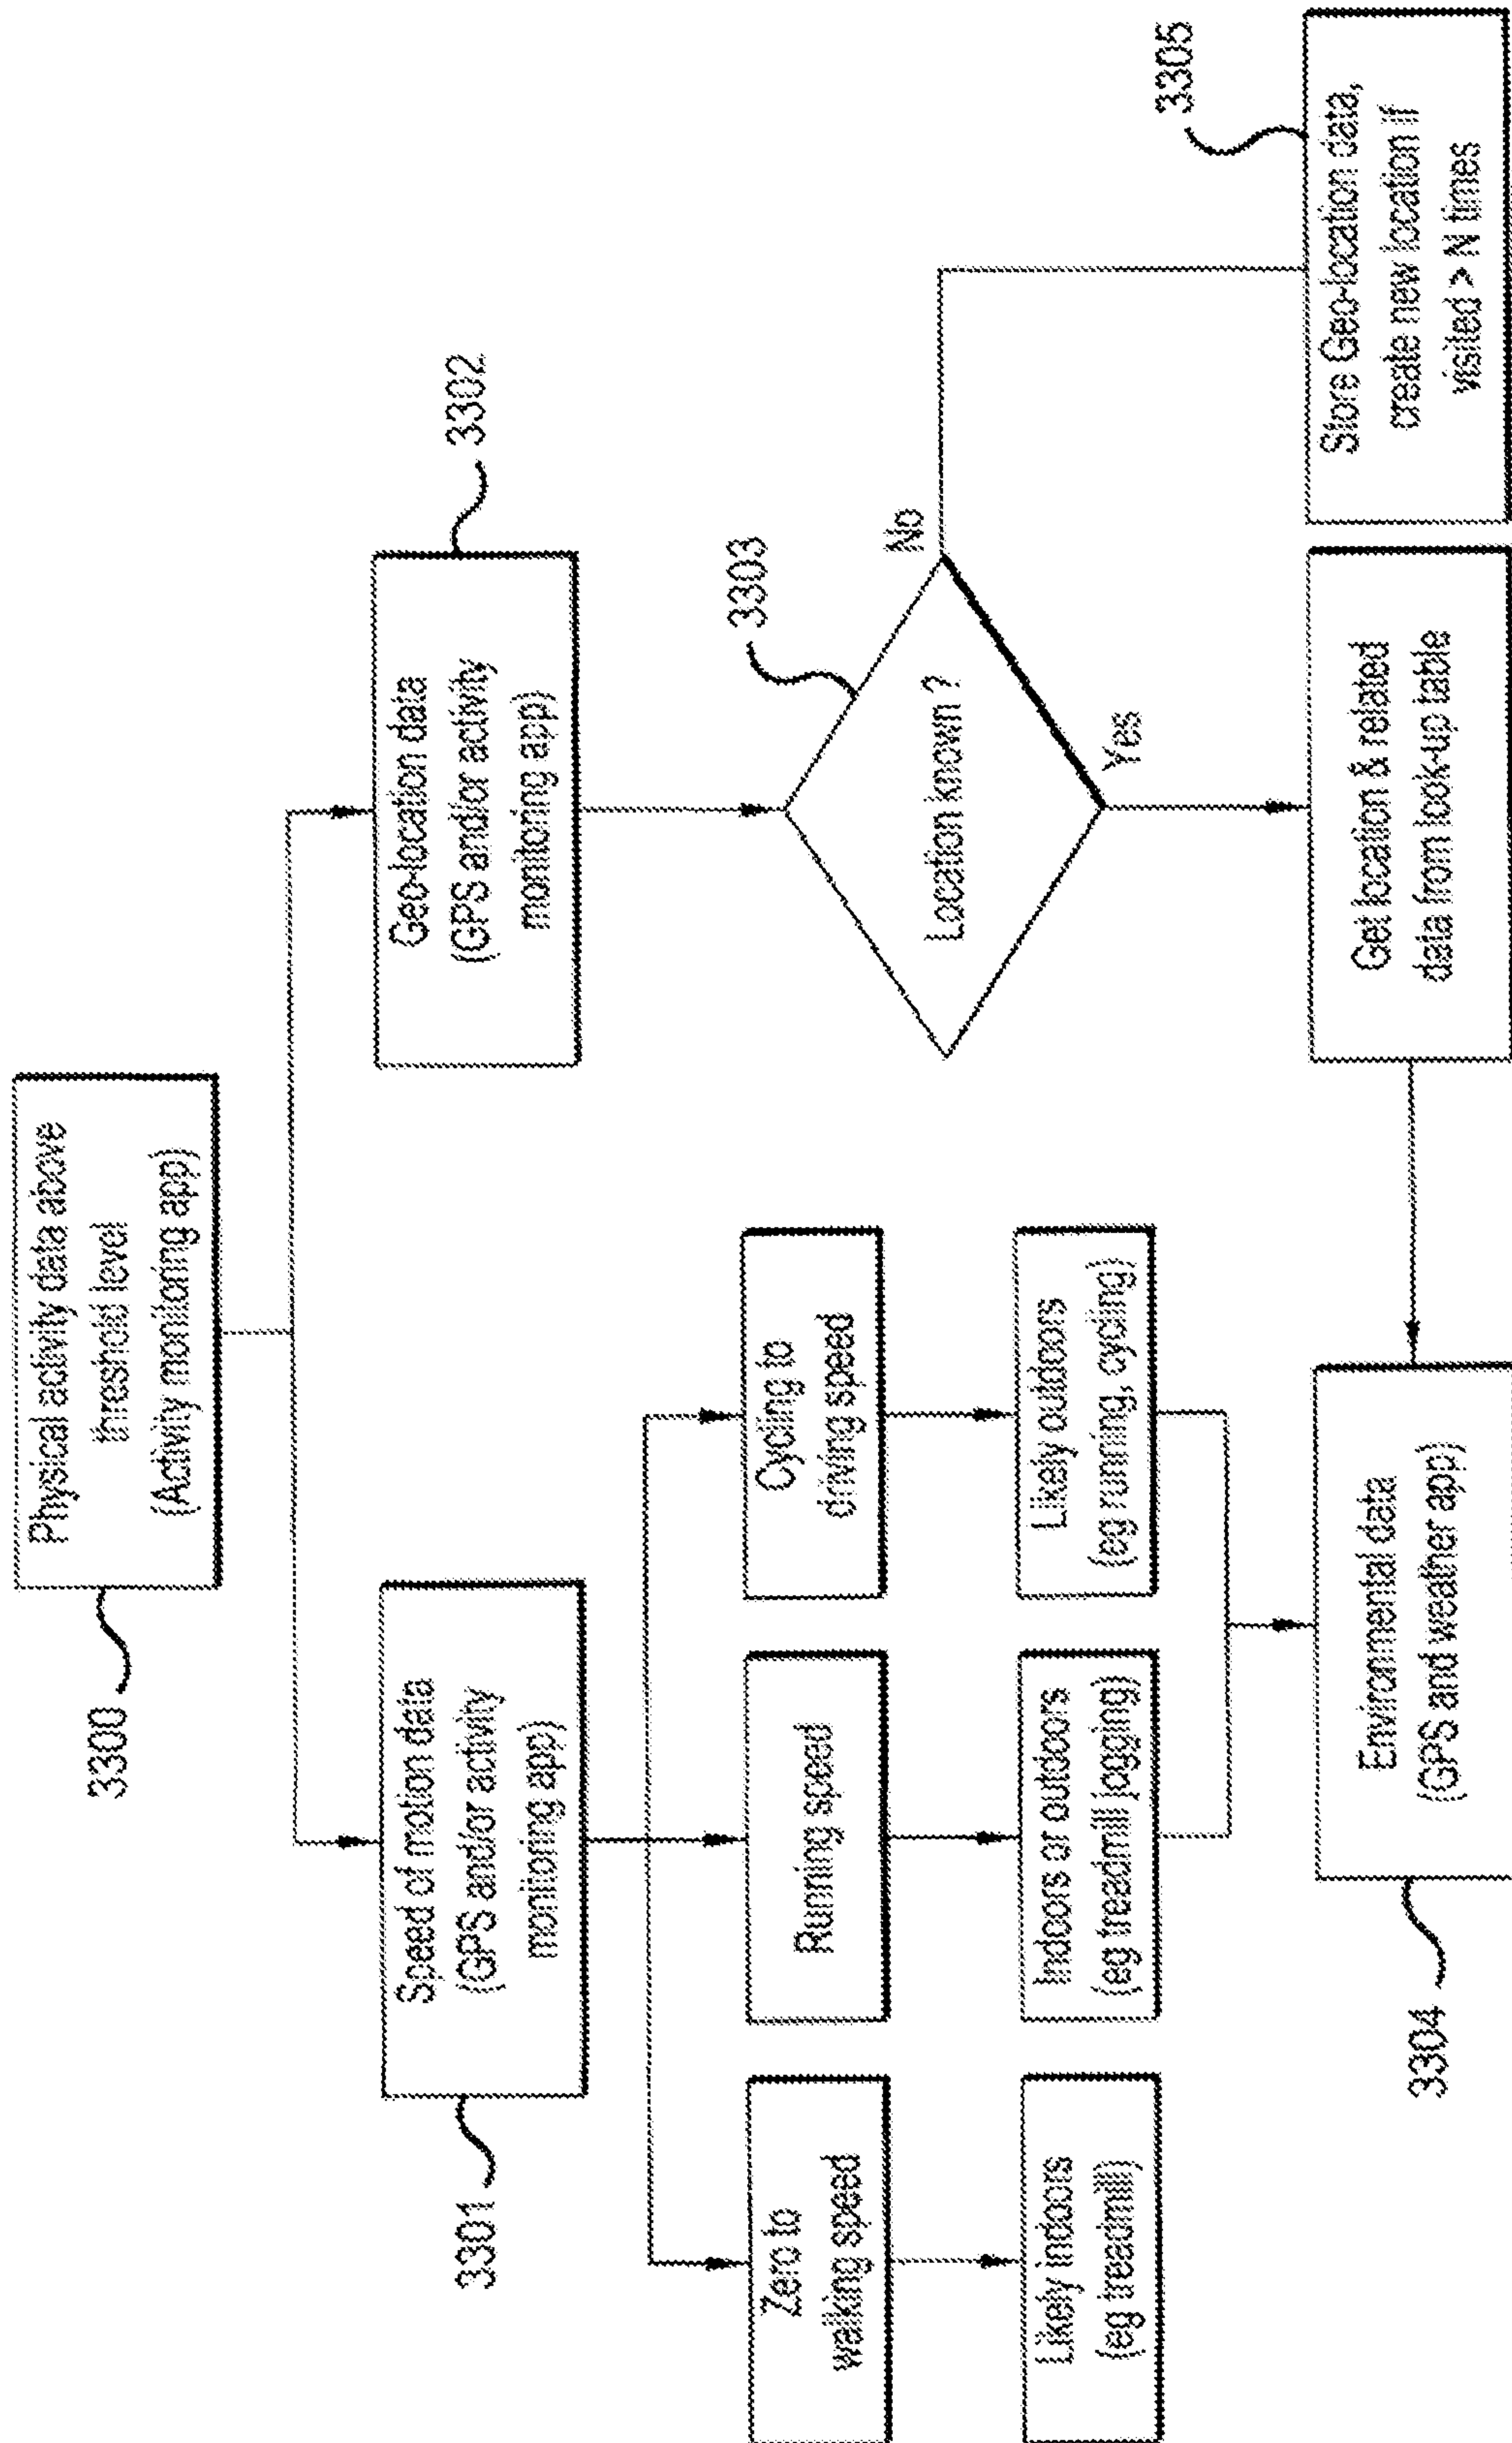 Physical activity data above
threshold level
(Activity monitoring app)
3300
Speed of motion data
(GPS and/or activity
monitoring app)
3301
Geo-location data
(GPS and/or activity
monitoring app)
3302
Zero to
walking speed
Running speed
Cycling to
driving speed
Location known ?
3303
No
Yes
Likely indoors
(eg treadmill)
Indoors or outdoors
(eg treadmill jogging)
Likely outdoors
(eg running, cycling)
Environmental data
(GPS and weather app)
3304
Get location & related
data from look-up table
Store Geo-location data,
create new location if
visited > N times
3305